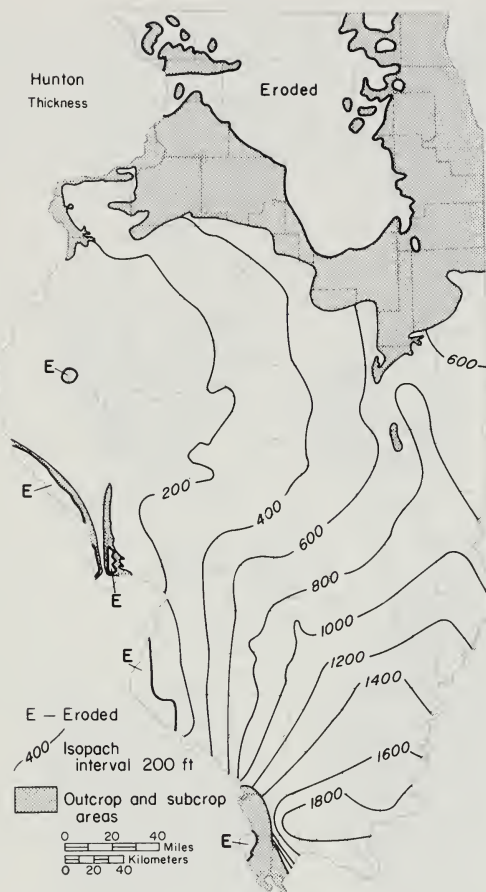 Hunton
Thickness
Eroded
600
E
E
200
400
600
E
800
1000
E
1200
1400
1600
1800
E – Eroded
400 Isopach
interval 200 ft
Outcrop and subcrop
areas
E
0 20 40
Miles
Kilometers
0 20 40